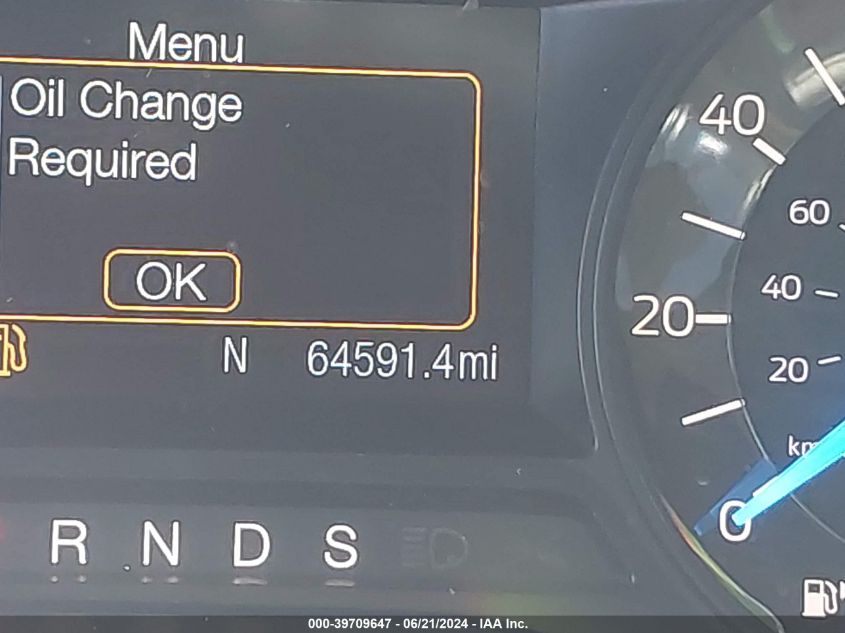 Menu
Oil Change
Required
OK
N 64591.4mi
40
20
0
60
40
20
km
R N D S
000-39709647 - 06/21/2024 - IAA Inc.